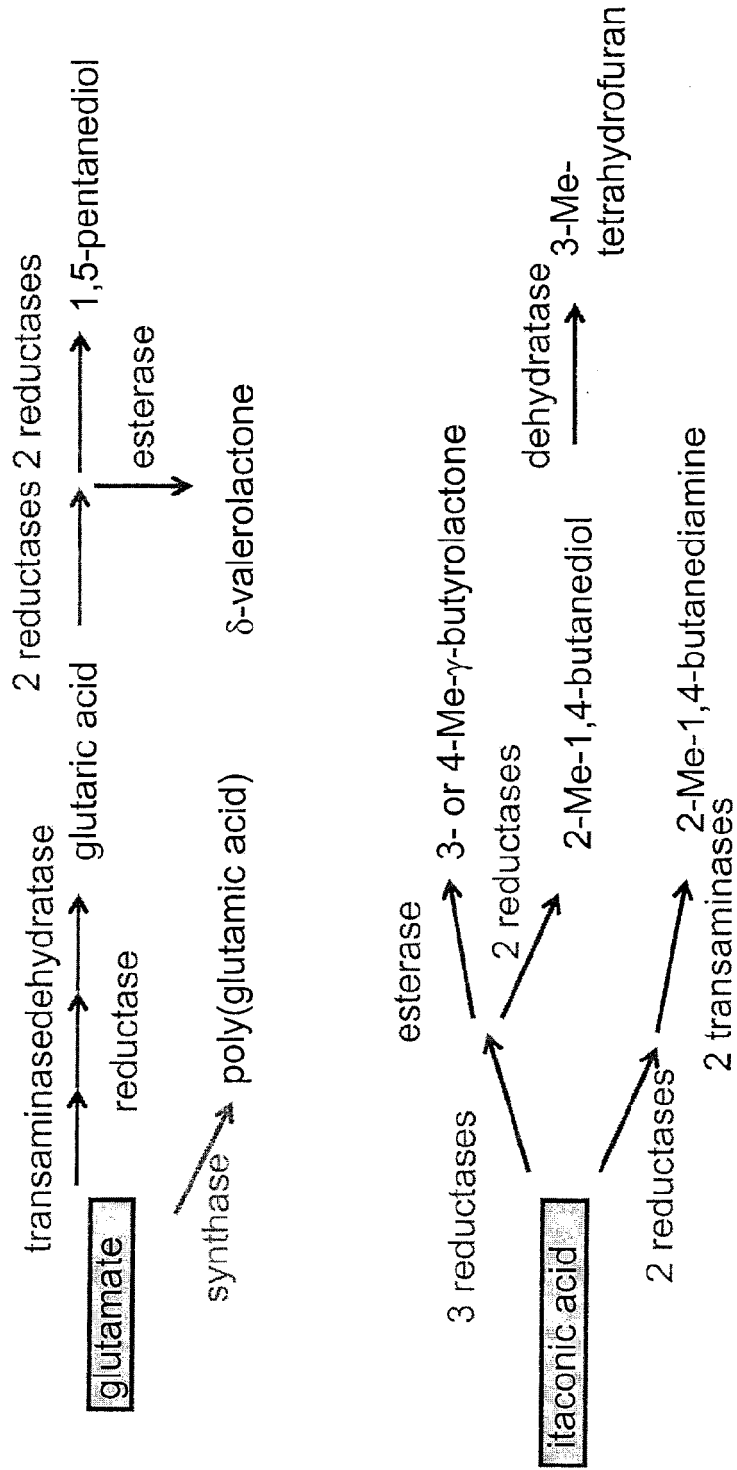 transaminasedehydratase
2 reductases 2 reductases
glutamate
glutaric acid
1,5-pentanediol
reductase
esterase
synthase
poly(glutamic acid)
δ-valerolactone
esterase
3- or 4-Me-γ-butyrolactone
3 reductases
2 reductases
dehydratase
itaconic acid
2-Me-1,4-butanediol
3-Me-
tetrahydrofuran
2 reductases
2-Me-1,4-butanediamine
2 transaminases